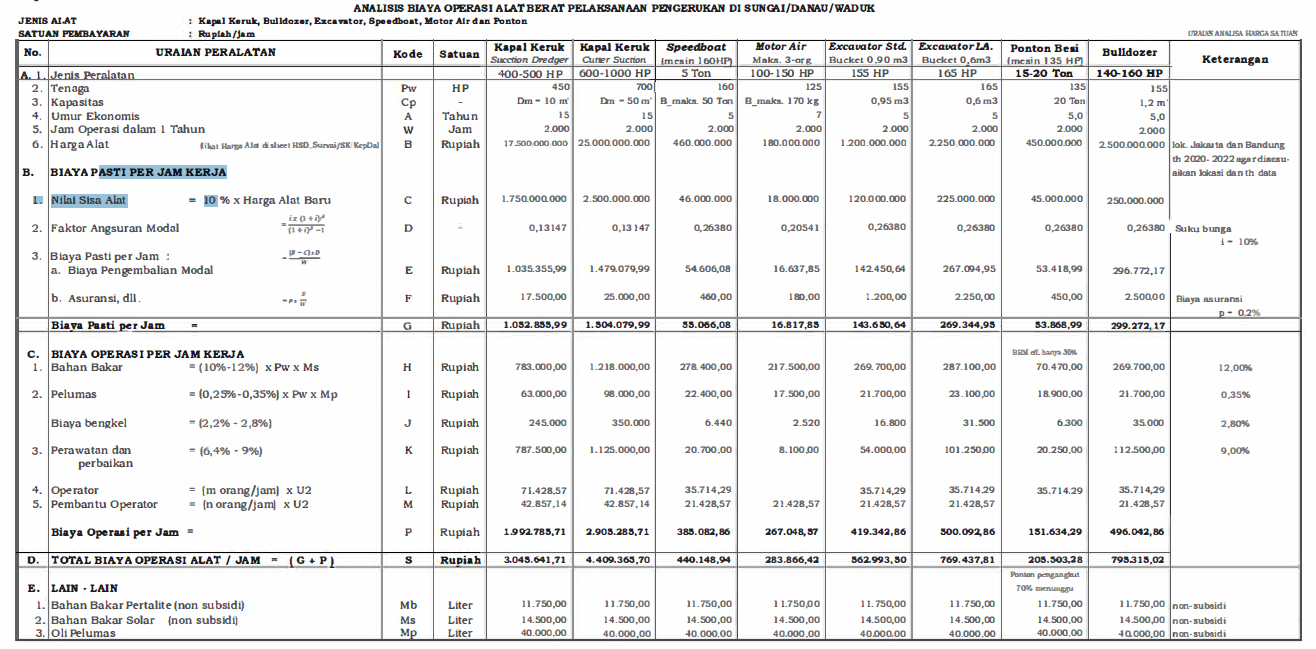 ANALISIS BIAYA OPERASI ALAT BERAT PELAKSANAAN PENGERUKAN DI SUNGAI/DANAU/WADUK
JENIS ALAT : Kapal Keruk, Bulldozer, Excavator, Speedboat, Motor Air dan Ponton
SATUAN PEMBAYARAN : Rupiah/jam
URAIAN ANALISA HARGA SATUAN
No. URAIAN PERALATAN Kode Satuan Kapal Keruk Kapal Keruk Speedboat Motor Air Excavator Std. Excavator LA. Ponton Besi Bulldozer Keterangan
Sucction Dredger Cutter Suction (mesin 160HP) Maks. 3-org Bucket 0,90 m3 Bucket 0,6m3 (mesin 135 HP)
A. 1. Jenis Peralatan 400-500 HP 600-1000 HP 5 Ton 100-150 HP 155 HP 165 HP 15-20 Ton 140-160 HP
2. Tenaga Pw HP 450 700 160 125 155 165 135 155
3. Kapasitas Cp - Dm = 10 m' Dm = 50 m' B_maks. 50 Ton B_maks. 170 kg 0,95 m3 0,6 m3 20 Ton 1,2 m'
4. Umur Ekonomis A Tahun 15 15 5 7 5 5 5,0 5,0
5. Jam Operasi dalam 1 Tahun W Jam 2.000 2.000 2.000 2.000 2.000 2.000 2.000 2.000
6. Harga Alat (lihat Harga Alat di sheet HSD_Survai/SK KepDa) B Rupiah 17.500.000.000 25.000.000.000 460.000.000 180.000.000 1.200.000.000 2.250.000.000 450.000.000 2.500.000.000 lok. Jakarta dan Bandung
th 2020- 2022 agar disesu-
B. BIAYA PASTI PER JAM KERJA aikan lokasi dan th data
1. Nilai Sisa Alat = 10 % x Harga Alat Baru C Rupiah 1.750.000.000 2.500.000.000 46.000.000 18.000.000 120.000.000 225.000.000 45.000.000 250.000.000
2. Faktor Angsuran Modal = i x (1 + i)^A / (1 + i)^A -1 D - 0,13147 0,13147 0,26380 0,20541 0,26380 0,26380 0,26380 0,26380 Suku bunga
i = 10%
3. Biaya Pasti per Jam : = (B - C) x D / W
a. Biaya Pengembalian Modal E Rupiah 1.035.355,99 1.479.079,99 54.606,08 16.637,85 142.450,64 267.094,95 53.418,99 296.772,17
b. Asuransi, dll. F Rupiah 17.500,00 25.000,00 460,00 180,00 1.200,00 2.250,00 450,00 2.500,00 Biaya asuransi
p = 0,2%
Biaya Pasti per Jam = G Rupiah 1.052.855,99 1.504.079,99 55.066,08 16.817,85 143.650,64 269.344,95 53.868,99 299.272,17
C. BIAYA OPERASI PER JAM KERJA BBM eff. hanya 30%
1. Bahan Bakar = (10%-12%) x Pw x Ms H Rupiah 783.000,00 1.218.000,00 278.400,00 217.500,00 269.700,00 287.100,00 70.470,00 269.700,00 12,00%
2. Pelumas = (0,25%-0,35%) x Pw x Mp I Rupiah 63.000,00 98.000,00 22.400,00 17.500,00 21.700,00 23.100,00 18.900,00 21.700,00 0,35%
Biaya bengkel = (2,2% - 2,8%) J Rupiah 245.000 350.000 6.440 2.520 16.800 31.500 6.300 35.000 2,80%
3. Perawatan dan = (6,4% - 9%) K Rupiah 787.500,00 1.125.000,00 20.700,00 8.100,00 54.000,00 101.250,00 20.250,00 112.500,00 9,00%
perbaikan
4. Operator = (m orang/jam) x U2 L Rupiah 71.428,57 71.428,57 35.714,29 35.714,29 35.714,29 35.714,29 35.714,29
5. Pembantu Operator = (n orang/jam) x U2 M Rupiah 42.857,14 42.857,14 21.428,57 21.428,57 21.428,57 21.428,57 21.428,57
Biaya Operasi per Jam = P Rupiah 1.992.785,71 2.905.285,71 385.082,86 267.048,57 419.342,86 500.092,86 151.634,29 496.042,86
D. TOTAL BIAYA OPERASI ALAT / JAM = ( G + P ) S Rupiah 3.045.641,71 4.409.365,70 440.148,94 283.866,42 562.993,50 769.437,81 205.503,28 795.315,02
Ponton pengangkut
E. LAIN - LAIN 70% menunggu
1. Bahan Bakar Pertalite (non subsidi) Mb Liter 11.750,00 11.750,00 11.750,00 11.750,00 11.750,00 11.750,00 11.750,00 11.750,00 non-subsidi
2. Bahan Bakar Solar (non subsidi) Ms Liter 14.500,00 14.500,00 14.500,00 14.500,00 14.500,00 14.500,00 14.500,00 14.500,00 non-subsidi
3. Oli Pelumas Mp Liter 40.000,00 40.000,00 40.000,00 40.000,00 40.000,00 40.000,00 40.000,00 40.000,00 non-subsidi